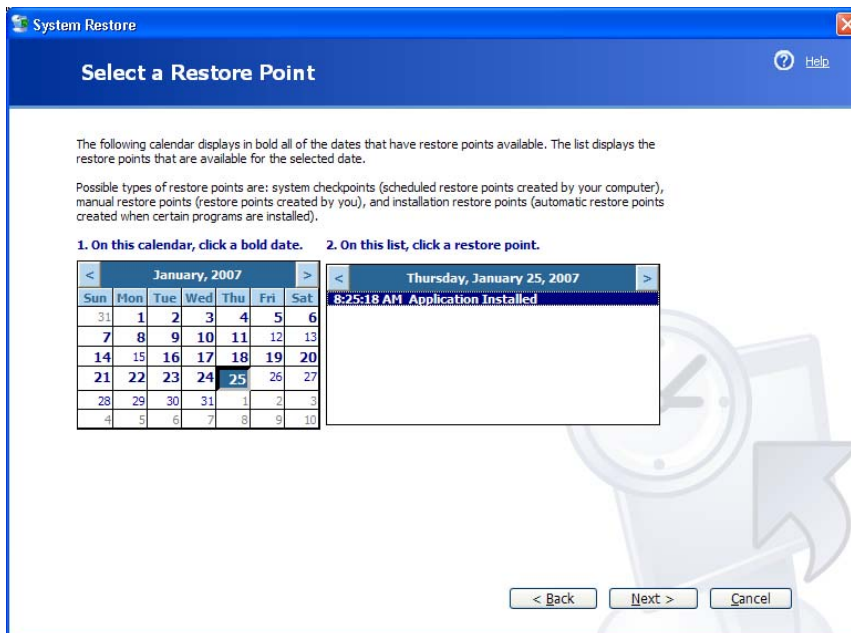 System Restore
Select a Restore Point
Help
The following calendar displays in bold all of the dates that have restore points available. The list displays the
restore points that are available for the selected date.
Possible types of restore points are: system checkpoints (scheduled restore points created by your computer),
manual restore points (restore points created by you), and installation restore points (automatic restore points
created when certain programs are installed).
1. On this calendar, click a bold date.
2. On this list, click a restore point.
< January, 2007 >
Sun Mon Tue Wed Thu Fri Sat
31 1 2 3 4 5 6
7 8 9 10 11 12 13
14 15 16 17 18 19 20
21 22 23 24 25 26 27
28 29 30 31 1 2 3
4 5 6 7 8 9 10
< Thursday, January 25, 2007 >
8:25:18 AM Application Installed
< Back
Next >
Cancel